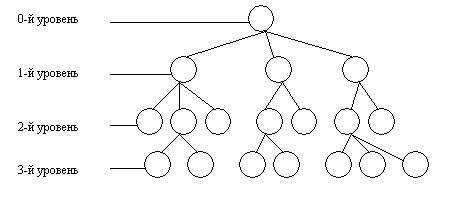 0-й уровень
1-й уровень
2-й уровень
3-й уровень